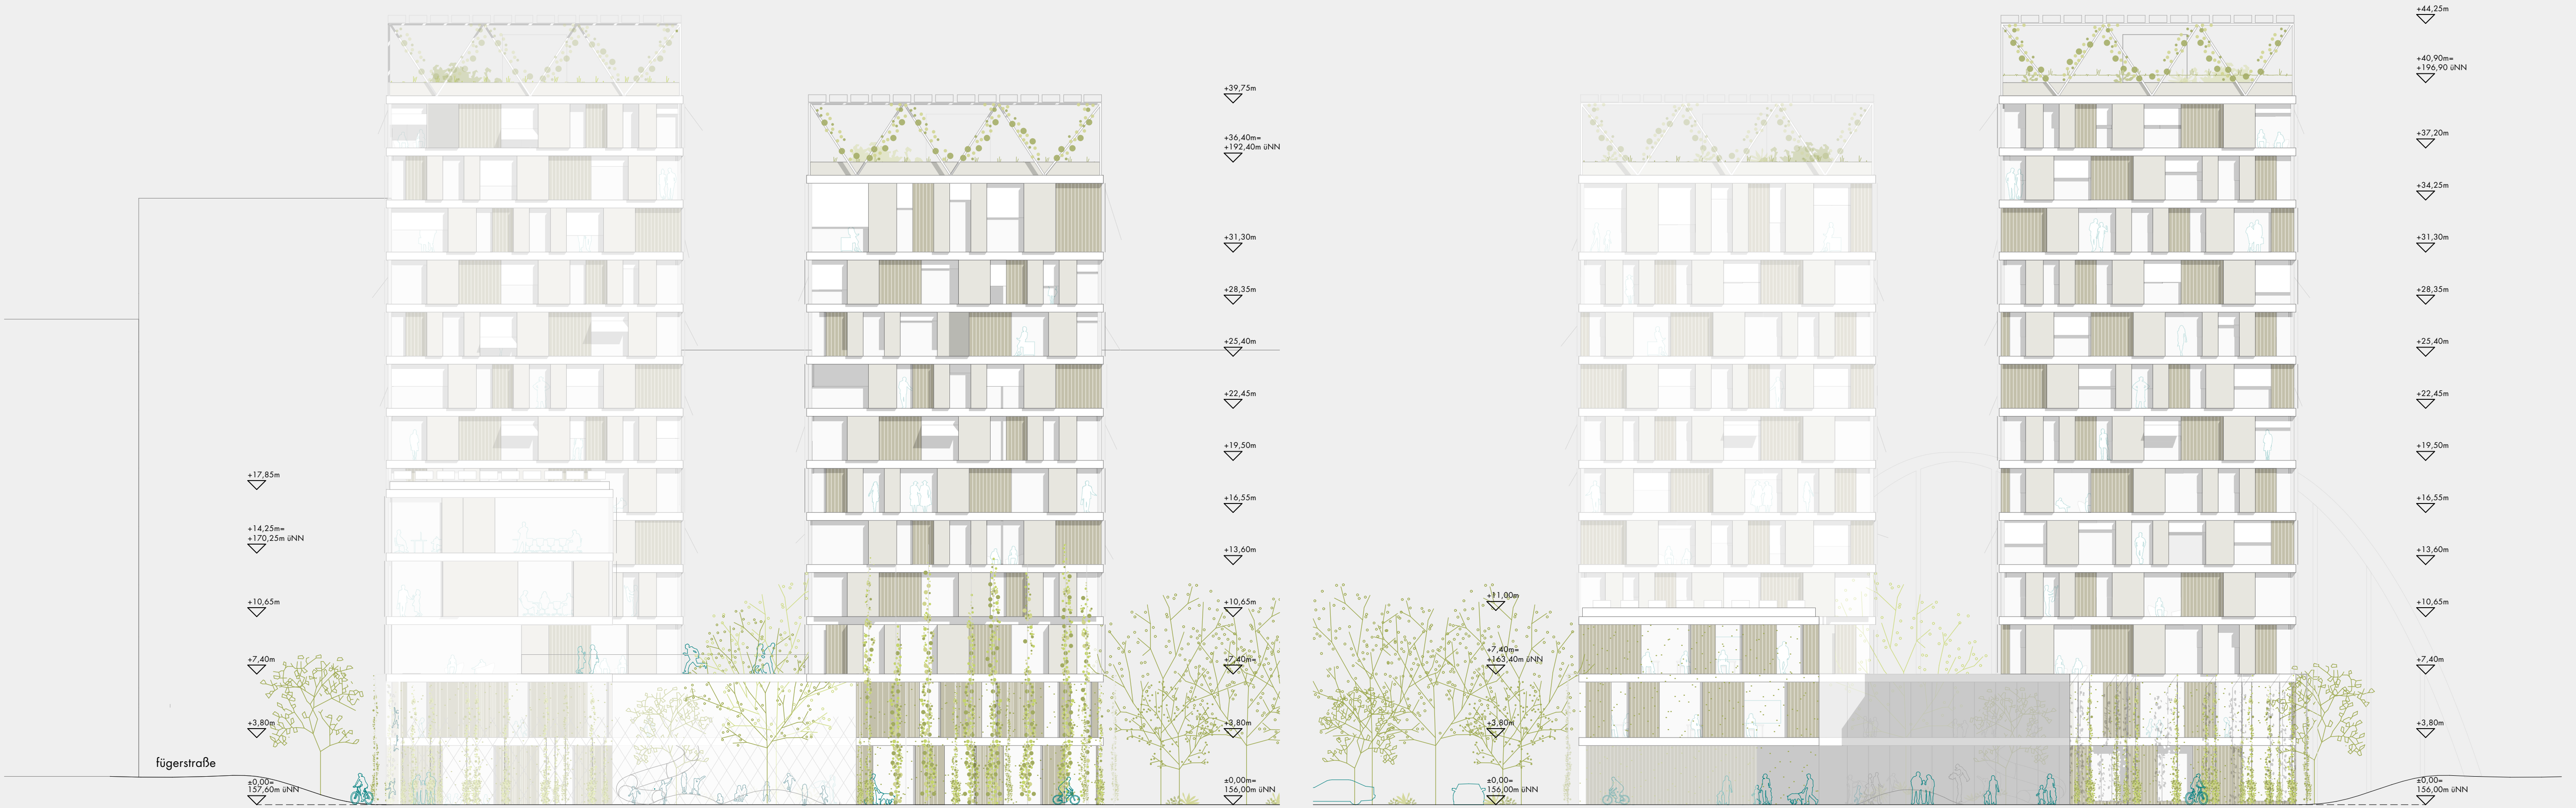 +17,85m
+14,25m=
+170,25m üNN
+10,65m
+7,40m
+3,80m
fügerstraße
±0,00=
157,60m üNN
+39,75m
+36,40m=
+192,40m üNN
+31,30m
+28,35m
+25,40m
+22,45m
+19,50m
+16,55m
+13,60m
+10,65m
+7,40m=
+3,80m
±0,00m=
156,00m üNN
+11,00m
+7,40m=
+163,40m üNN
+3,80m
±0,00=
156,00m üNN
+44,25m
+40,90m=
+196,90 üNN
+37,20m
+34,25m
+31,30m
+28,35m
+25,40m
+22,45m
+19,50m
+16,55m
+13,60m
+10,65m
+7,40m
+3,80m
±0,00=
156,00m üNN